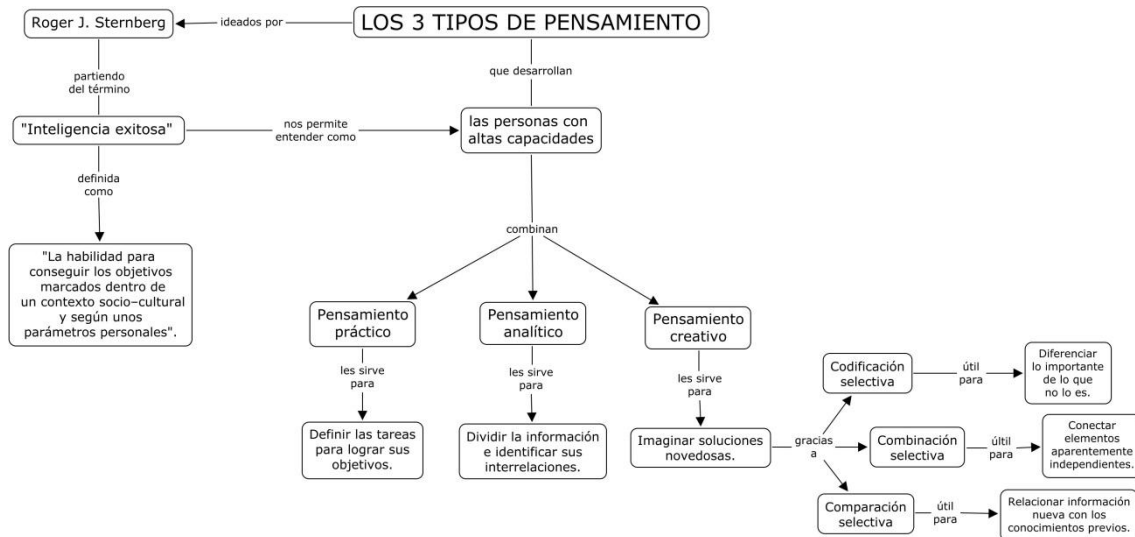 LOS 3 TIPOS DE PENSAMIENTO
ideados por
Roger J. Sternberg
partiendo
del término
"Inteligencia exitosa"
definida
como
"La habilidad para
conseguir los objetivos
marcados dentro de
un contexto socio–cultural
y según unos
parámetros personales".
nos permite
entender como
que desarrollan
las personas con
altas capacidades
combinan
Pensamiento
práctico
les sirve
para
Definir las tareas
para lograr sus
objetivos.
Pensamiento
analítico
les sirve
para
Dividir la información
e identificar sus
interrelaciones.
Pensamiento
creativo
les sirve
para
Imaginar soluciones
novedosas.
gracias
a
Codificación
selectiva
útil
para
Diferenciar
lo importante
de lo que
no lo es.
Combinación
selectiva
últil
para
Conectar
elementos
aparentemente
independientes.
Comparación
selectiva
útil
para
Relacionar información
nueva con los
conocimientos previos.